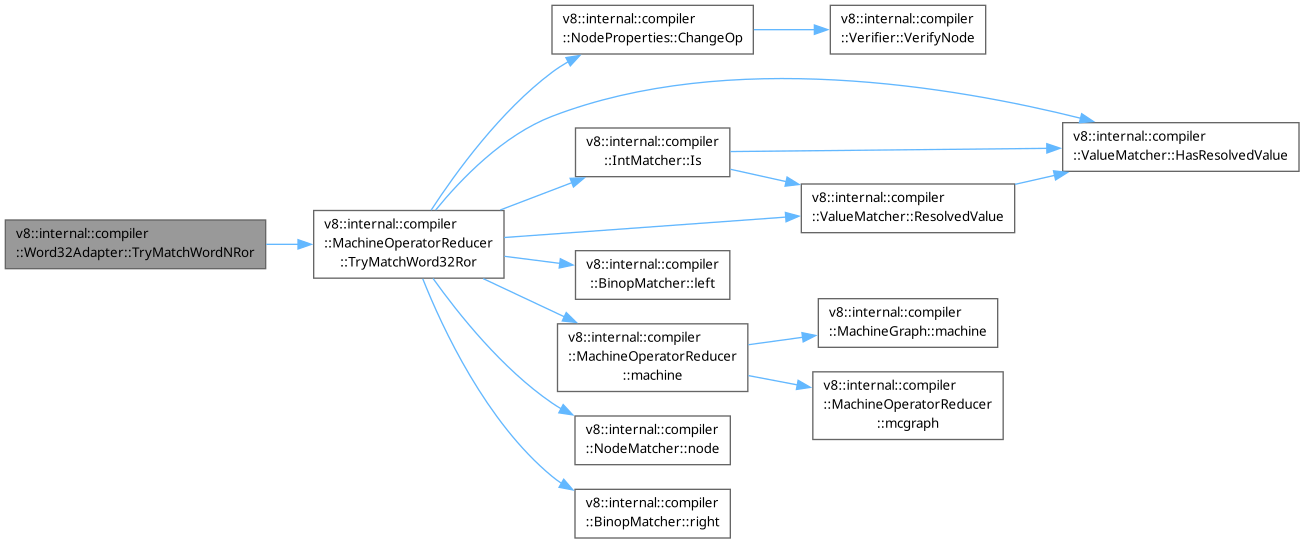 v8::internal::compiler
::NodeProperties::ChangeOp
v8::internal::compiler
::Verifier::VerifyNode
v8::internal::compiler
::ValueMatcher::HasResolvedValue
v8::internal::compiler
::IntMatcher::Is
v8::internal::compiler
::ValueMatcher::ResolvedValue
v8::internal::compiler
::Word32Adapter::TryMatchWordNRor
v8::internal::compiler
::MachineOperatorReducer
::TryMatchWord32Ror
v8::internal::compiler
::BinopMatcher::left
v8::internal::compiler
::MachineOperatorReducer
::machine
v8::internal::compiler
::MachineGraph::machine
v8::internal::compiler
::MachineOperatorReducer
::mcgraph
v8::internal::compiler
::NodeMatcher::node
v8::internal::compiler
::BinopMatcher::right